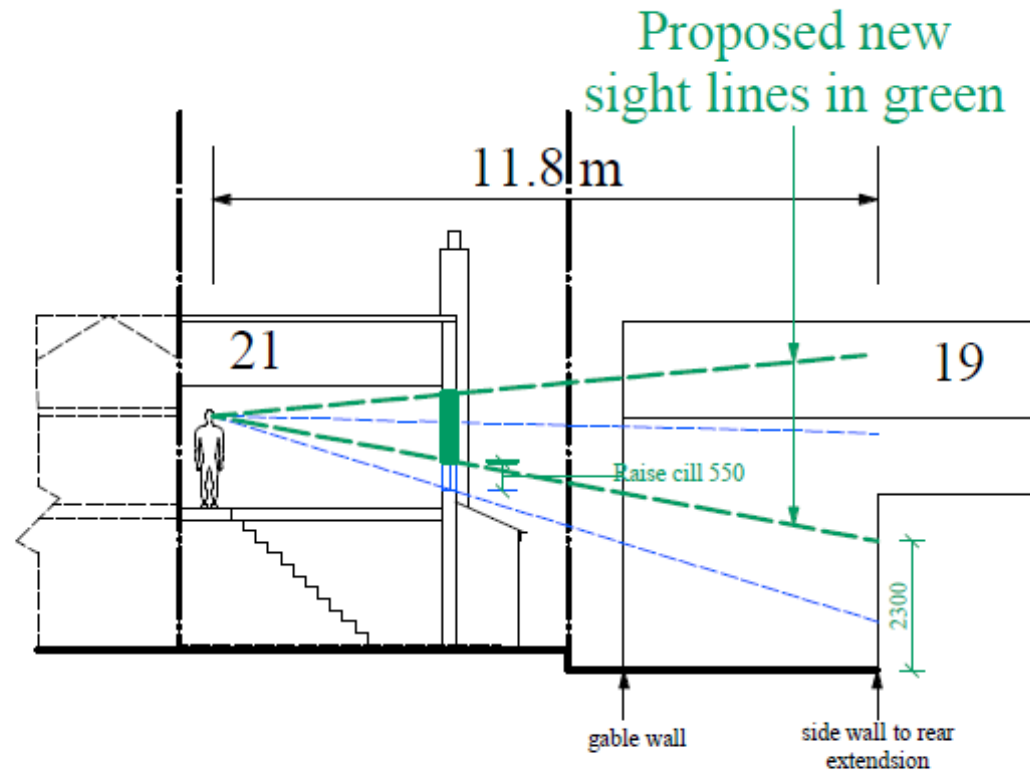 Proposed new
sight lines in green
11.8 m
21
19
Raise cill 550
2300
gable wall
side wall to rear
extendsion